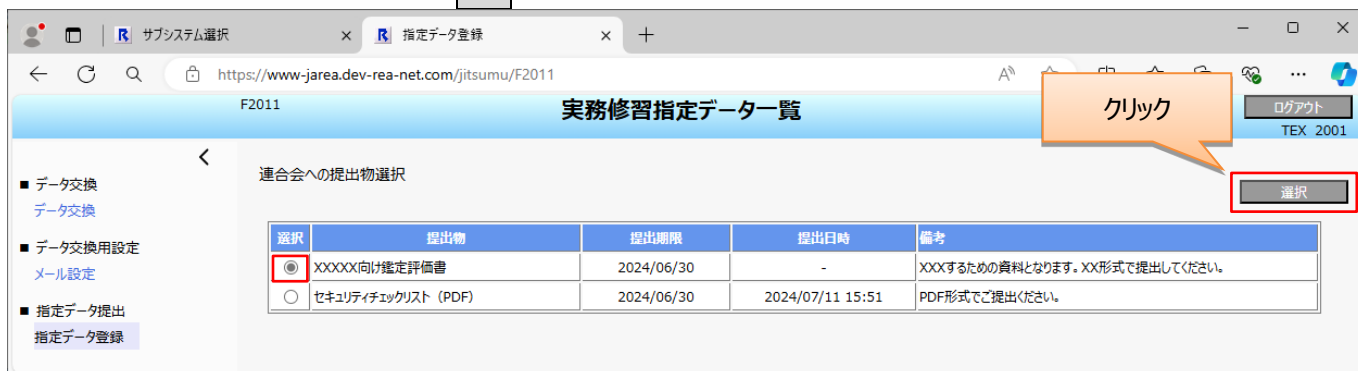 サブシステム選択
指定データ登録
https://www-jarea.dev-rea-net.com/jitsumu/F2011
F2011
実務修習指定データ一覧
クリック
ログアウト
TEX 2001
連合会への提出物選択
選択
■ データ交換
データ交換
■ データ交換用設定
メール設定
■ 指定データ提出
指定データ登録
選択 提出物 提出期限 提出日時 備考
XXXXX向け鑑定評価書 2024/06/30 - XXXするための資料となります。XX形式で提出してください。
セキュリティチェックリスト（PDF） 2024/06/30 2024/07/11 15:51 PDF形式でご提出ください。